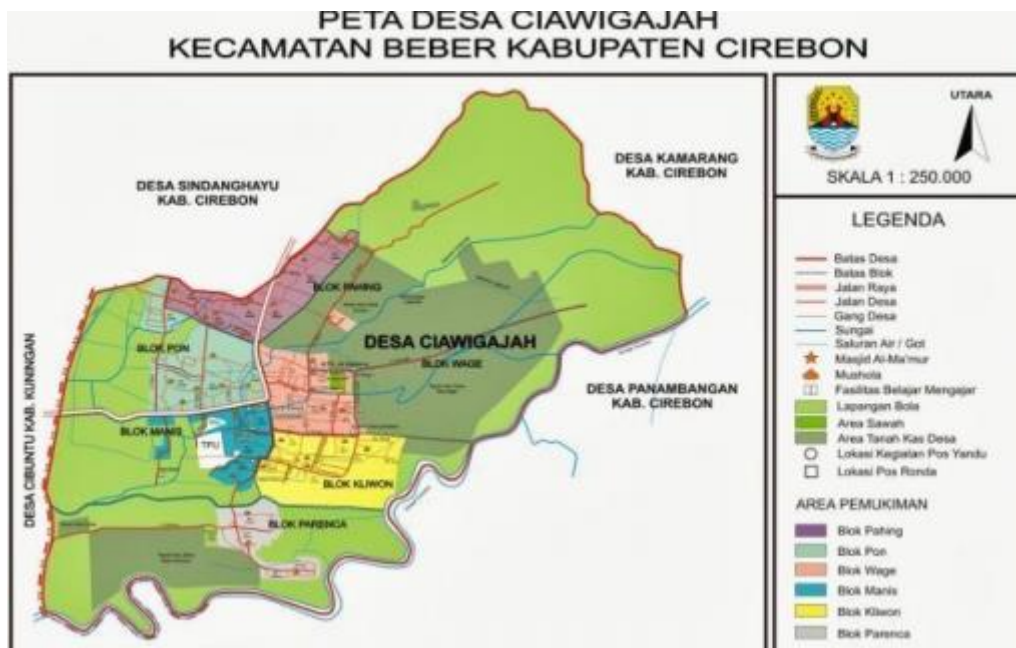 PETA DESA CIAWIGAJAH
KECAMATAN BEBER KABUPATEN CIREBON
DESA SINDANGHAYU
KAB. CIREBON
DESA KAMARANG
KAB. CIREBON
BLOK PAHING
DESA CIAWIGAJAH
BLOK WAGE
BLOK PON
DESA PANAMBANGAN
KAB. CIREBON
DESA CIBUNTU KAB. KUNINGAN
BLOK MANIS
TPU
BLOK KLIWON
BLOK PARENCA
UTARA
SKALA 1 : 250.000
LEGENDA
Batas Desa
Batas Blok
Jalan Raya
Jalan Desa
Gang Desa
Sungai
Saluran Air / Got
Masjid Al-Ma'mur
Mushola
Fasilitas Belajar Mengajar
Lapangan Bola
Area Sawah
Area Tanah Kas Desa
Lokasi Kegiatan Pos Yandu
Lokasi Pos Ronda
AREA PEMUKIMAN
Blok Pahing
Blok Pon
Blok Wage
Blok Manis
Blok Kliwon
Blok Parenca